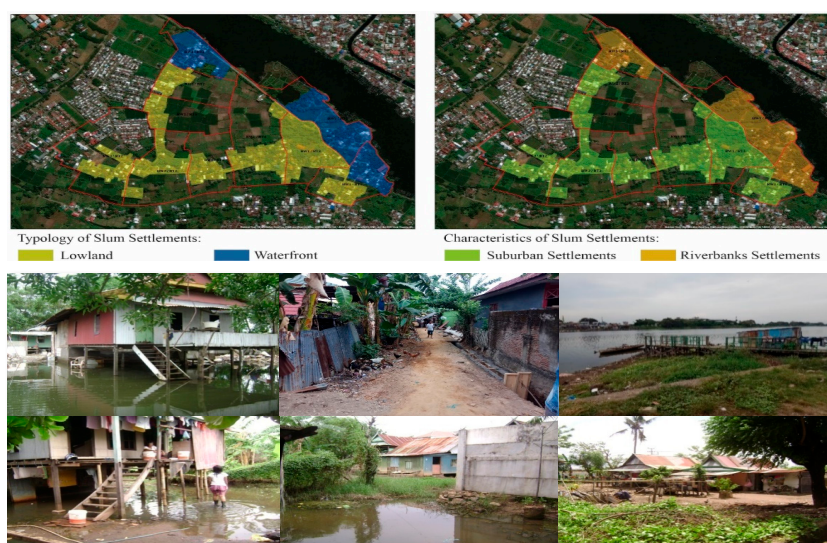 Typology of Slum Settlements:
Lowland
Waterfront
Characteristics of Slum Settlements:
Suburban Settlements
Riverbanks Settlements